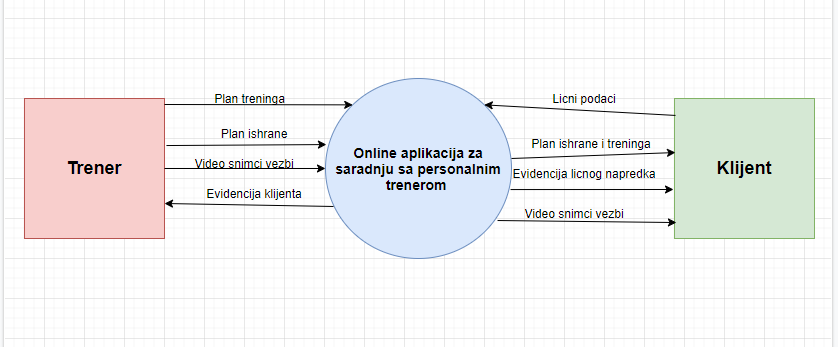 Trener
Plan treninga
Plan ishrane
Video snimci vezbi
Evidencija klijenta
Online aplikacija za
saradnju sa personalnim
trenerom
Licni podaci
Plan ishrane i treninga
Evidencija licnog napredka
Video snimci vezbi
Klijent